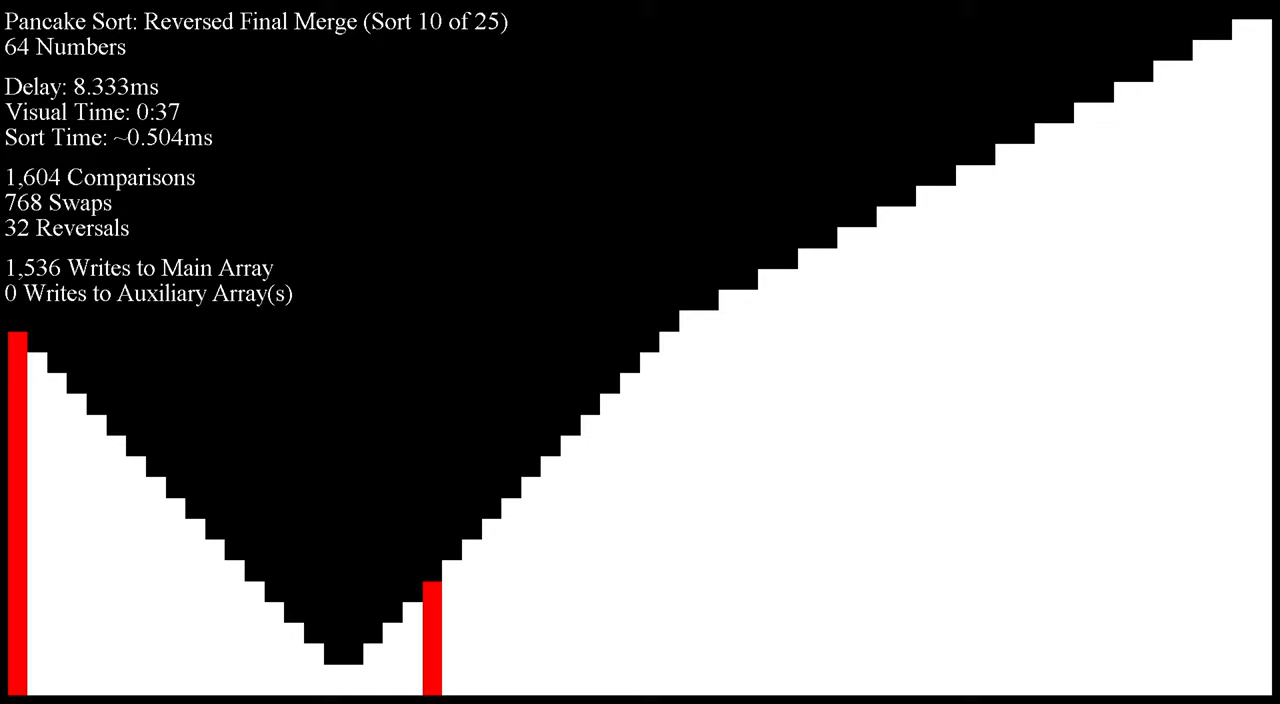 Pancake Sort: Reversed Final Merge (Sort 10 of 25)
64 Numbers
Delay: 8.333ms
Visual Time: 0:37
Sort Time: ~0.504ms
1,604 Comparisons
768 Swaps
32 Reversals
1,536 Writes to Main Array
0 Writes to Auxiliary Array(s)